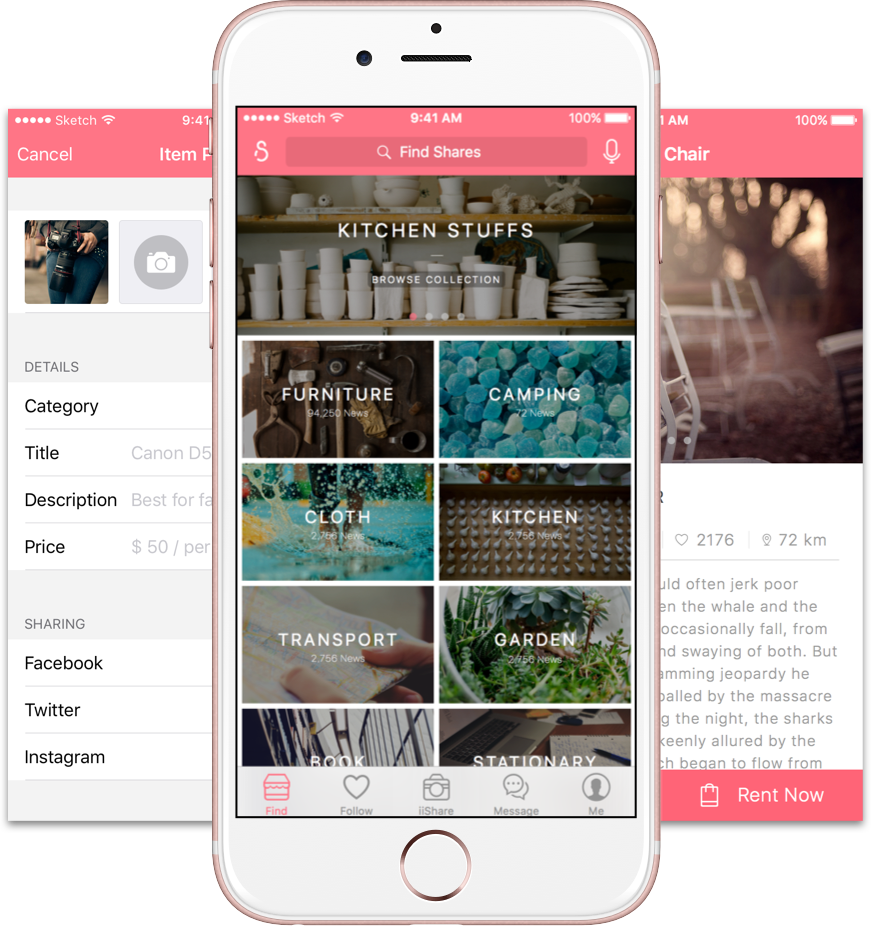 Sketch
9:41
Cancel
Item
DETAILS
Category
Title Canon D5
Description Best for fa
Price $ 50 / per
SHARING
Facebook
Twitter
Instagram
Sketch 9:41 AM 100%
Find Shares
KITCHEN STUFFS
BROWSE COLLECTION
FURNITURE
94,250 News
CAMPING
72 News
CLOTH
2,756 News
KITCHEN
2,756 News
TRANSPORT
2,756 News
GARDEN
2,756 News
BOOK
STATIONARY
Find
Follow
iiShare
Message
Me
1 AM 100%
Chair
R
2176 72 km
uld often jerk poor
en the whale and the
occasionally fall, from
nd swaying of both. But
amming jeopardy he
palled by the massacre
g the night, the sharks
keenly allured by the
ch began to flow from
Rent Now